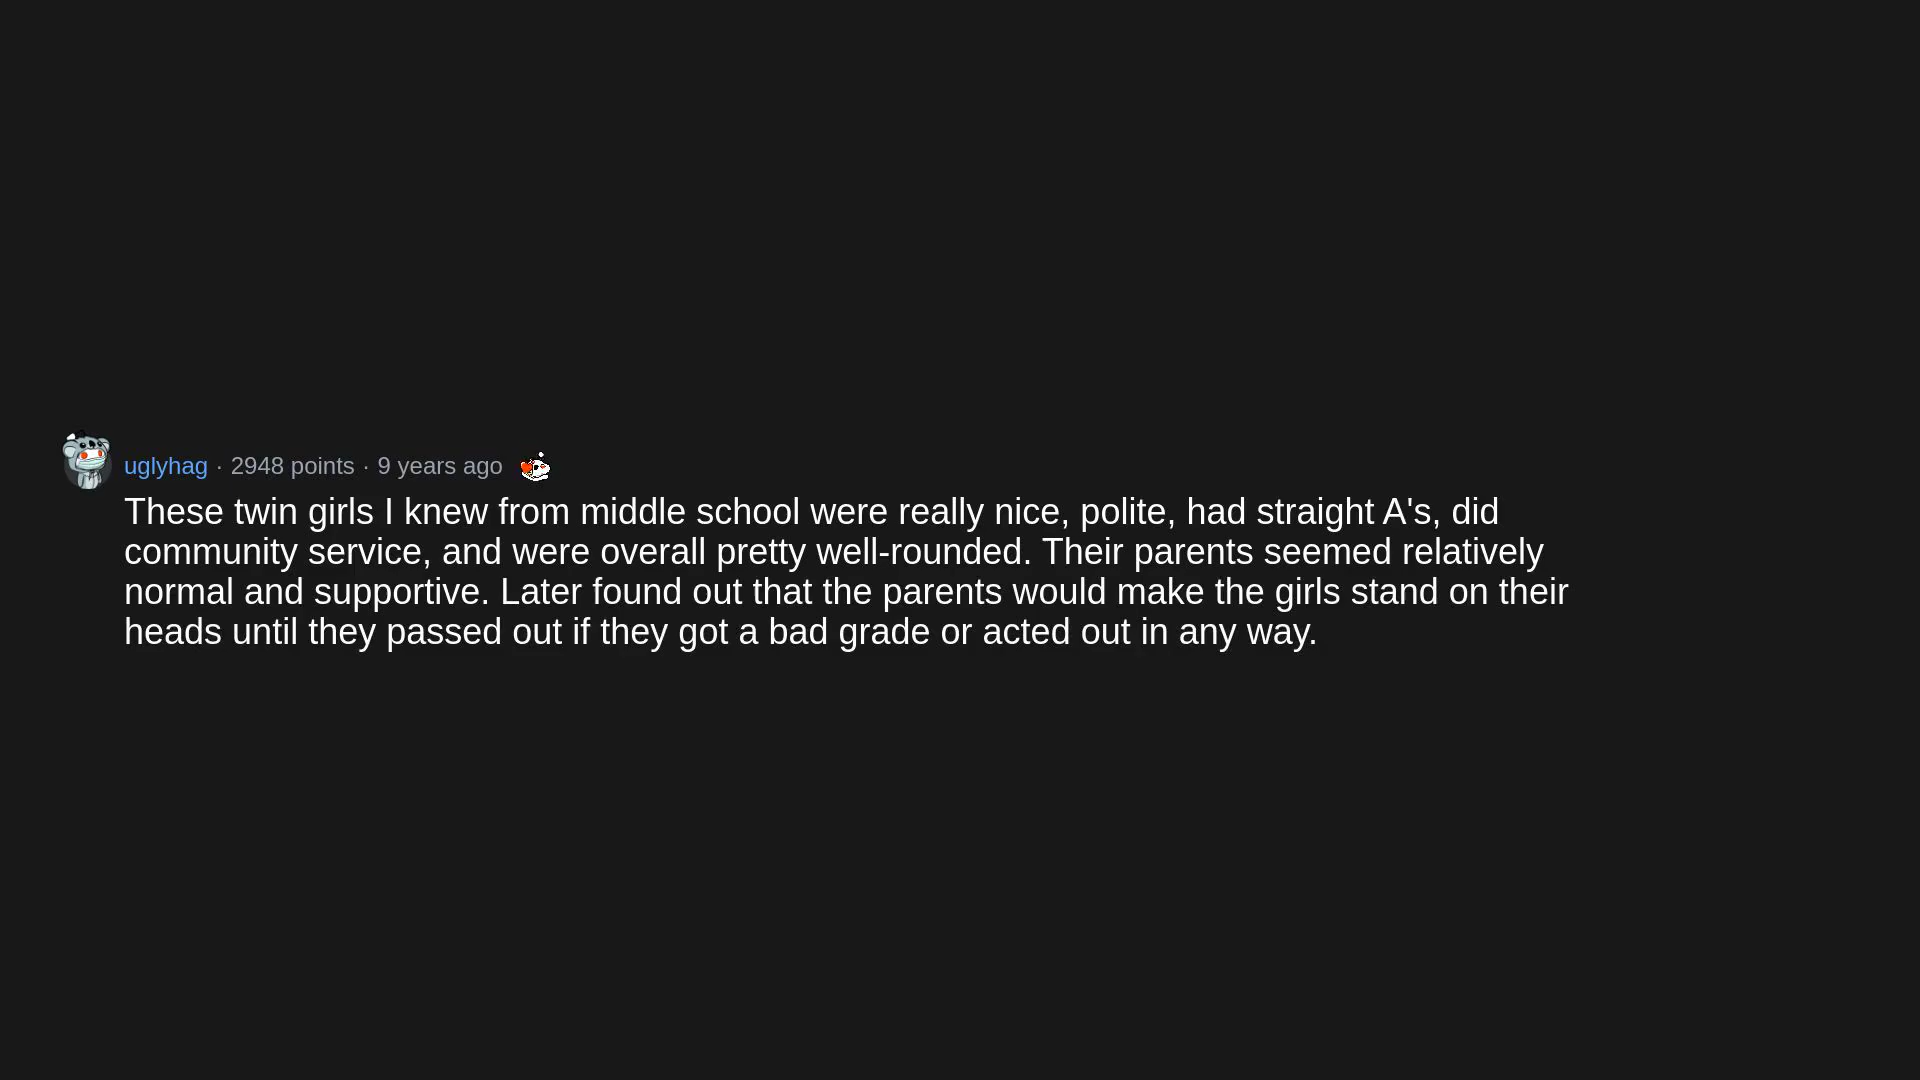 uglyhag · 2948 points · 9 years ago
These twin girls I knew from middle school were really nice, polite, had straight A's, did
community service, and were overall pretty well-rounded. Their parents seemed relatively
normal and supportive. Later found out that the parents would make the girls stand on their
heads until they passed out if they got a bad grade or acted out in any way.